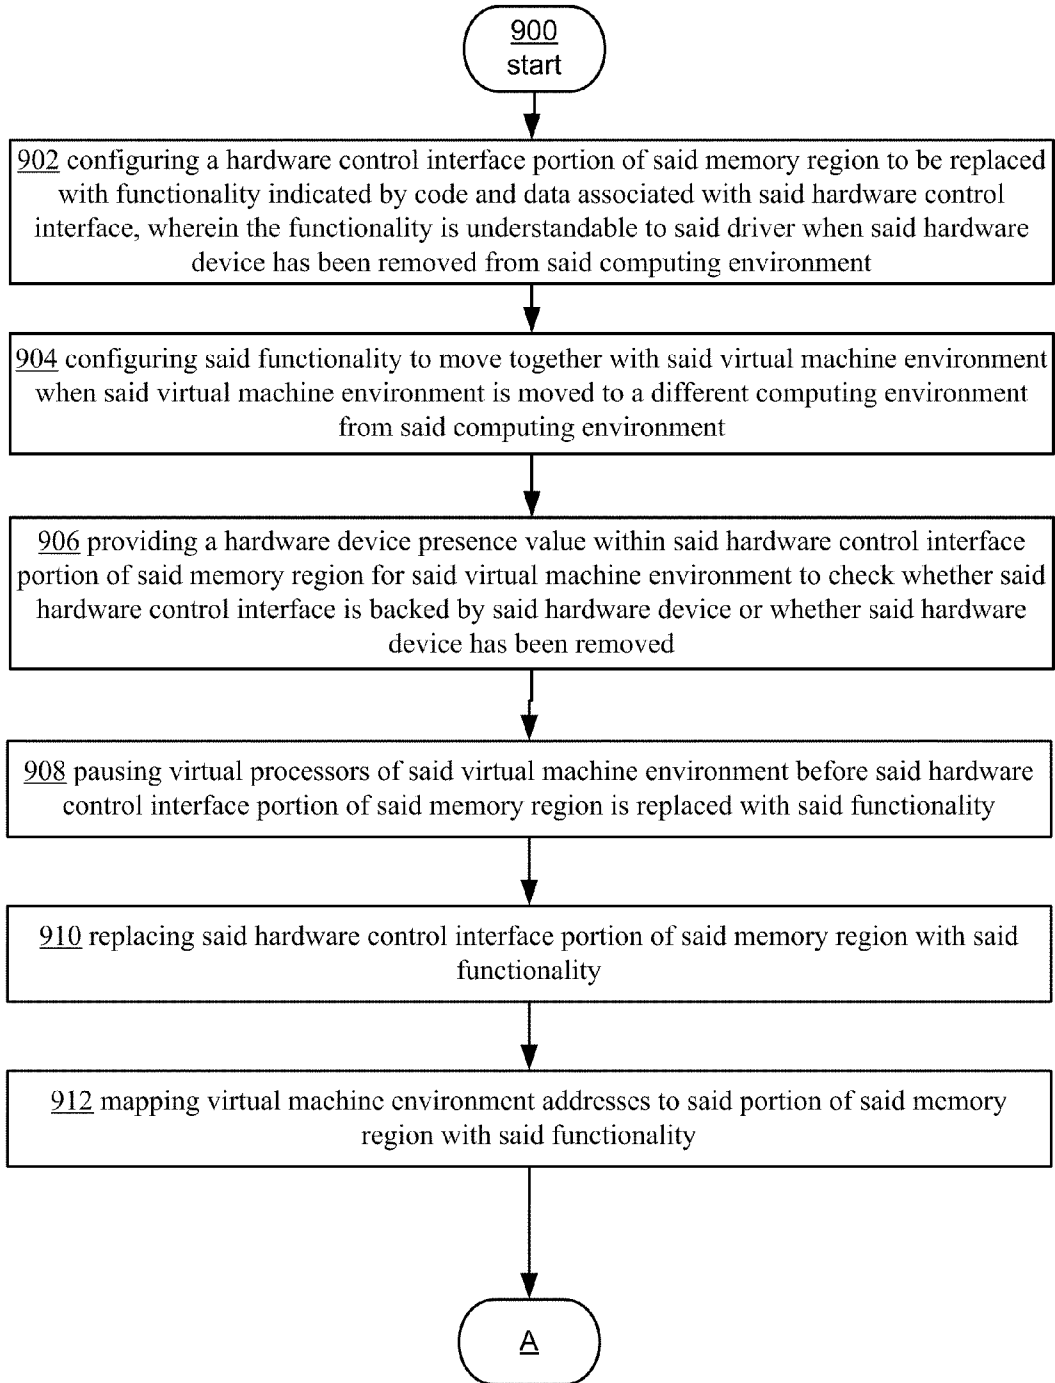 900
start
902 configuring a hardware control interface portion of said memory region to be replaced
with functionality indicated by code and data associated with said hardware control
interface, wherein the functionality is understandable to said driver when said hardware
device has been removed from said computing environment
904 configuring said functionality to move together with said virtual machine environment
when said virtual machine environment is moved to a different computing environment
from said computing environment
906 providing a hardware device presence value within said hardware control interface
portion of said memory region for said virtual machine environment to check whether said
hardware control interface is backed by said hardware device or whether said hardware
device has been removed
908 pausing virtual processors of said virtual machine environment before said hardware
control interface portion of said memory region is replaced with said functionality
910 replacing said hardware control interface portion of said memory region with said
functionality
912 mapping virtual machine environment addresses to said portion of said memory
region with said functionality
A